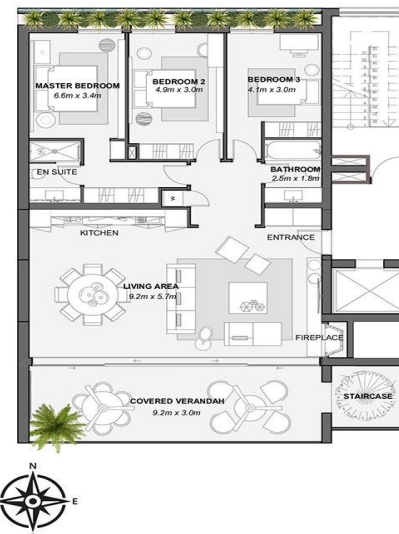 MASTER BEDROOM
6.6m x 3.4m
BEDROOM 2
4.9m x 3.0m
BEDROOM 3
4.1m x 3.0m
EN SUITE
BATHROOM
2.5m x 1.8m
W
KITCHEN
ENTRANCE
LIVING AREA
9.2m x 5.7m
FIREPLACE
COVERED VERANDAH
9.2m x 3.0m
STAIRCASE
N
E